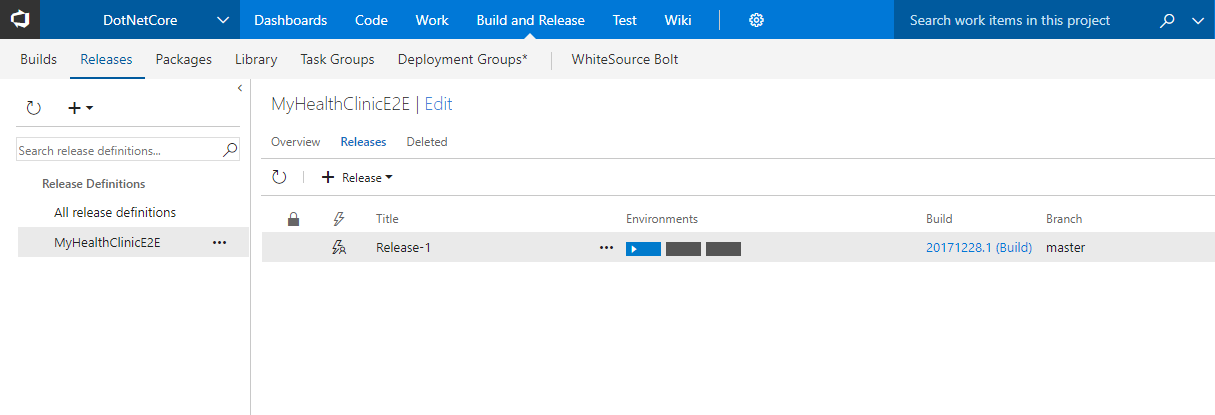 DotNetCore Dashboards Code Work Build and Release Test Wiki Search work items in this project
Builds Releases Packages Library Task Groups Deployment Groups* WhiteSource Bolt
Search release definitions...
Release Definitions
All release definitions
MyHealthClinicE2E
MyHealthClinicE2E | Edit
Overview Releases Deleted
Release
Title Environments Build Branch
Release-1 20171228.1 (Build) master